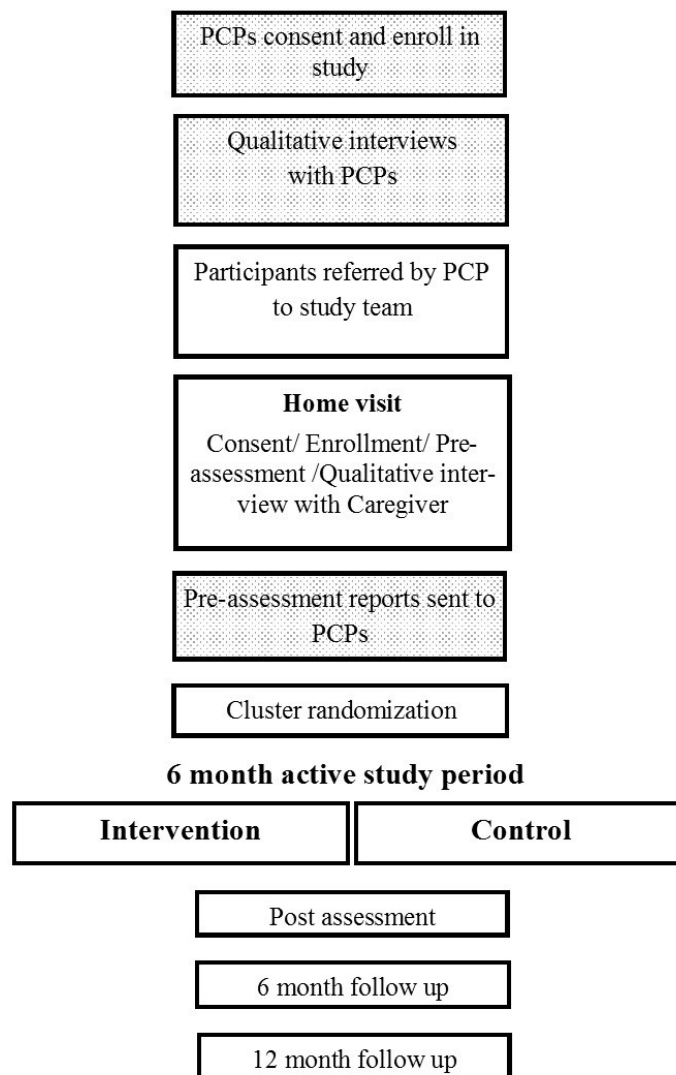 PCPs consent and enroll in
study
Qualitative interviews
with PCPs
Participants referred by PCP
to study team
Home visit
Consent/ Enrollment/ Pre-
assessment /Qualitative inter-
view with Caregiver
Pre-assessment reports sent to
PCPs
Cluster randomization
6 month active study period
Intervention
Control
Post assessment
6 month follow up
12 month follow up